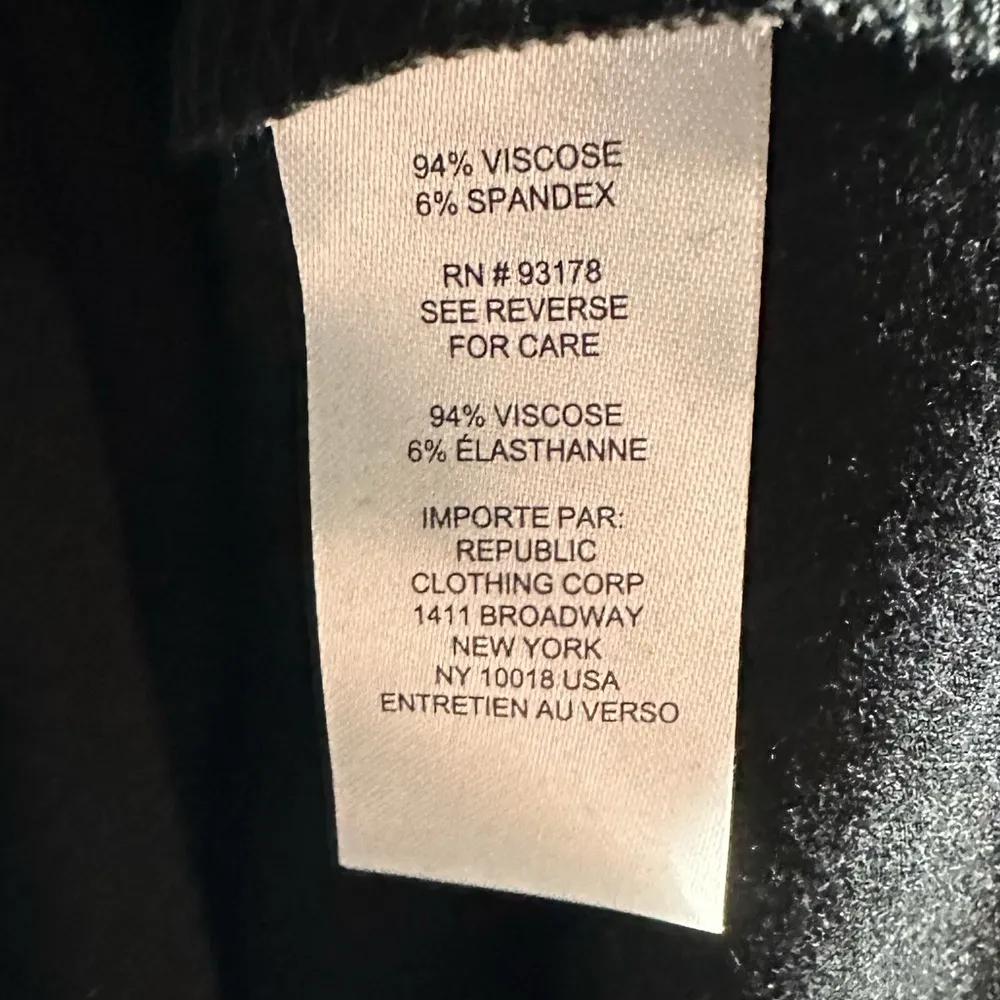 94% VISCOSE
6% SPANDEX
RN # 93178
SEE REVERSE
FOR CARE
94% VISCOSE
6% ÉLASTHANNE
IMPORTE PAR:
REPUBLIC
CLOTHING CORP
1411 BROADWAY
NEW YORK
NY 10018 USA
ENTRETIEN AU VERSO